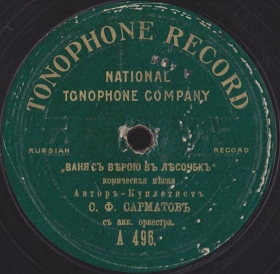 TONOPHONE RECORD
NATIONAL
TONOPHONE COMPANY
RUSSIAN RECORD
„ВАНЯ СЪ ВѢРОЮ ВЪ ЛѢСОЧЕКЪ"
комическая пѣсня
Авторъ-Куплетистъ
С. Ф. САРМАТОВЪ
съ акк. оркестра.
А 496.